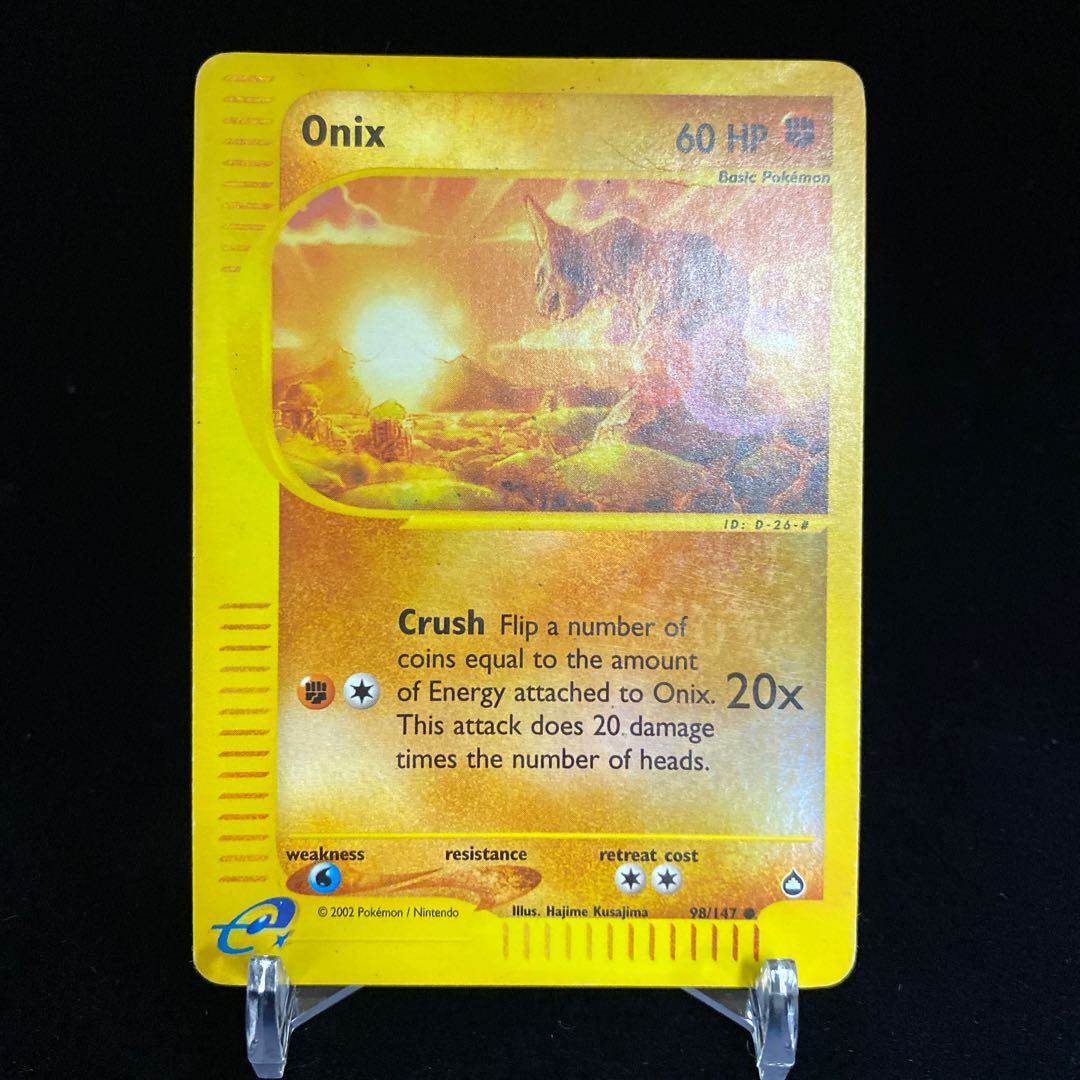 Onix
60 HP
Basic Pokémon
ID: D-26-#
Crush Flip a number of
coins equal to the amount
of Energy attached to Onix. 20x
This attack does 20 damage
times the number of heads.
weakness resistance retreat cost
© 2002 Pokémon / Nintendo Illus. Hajime Kusajima 98/147
e